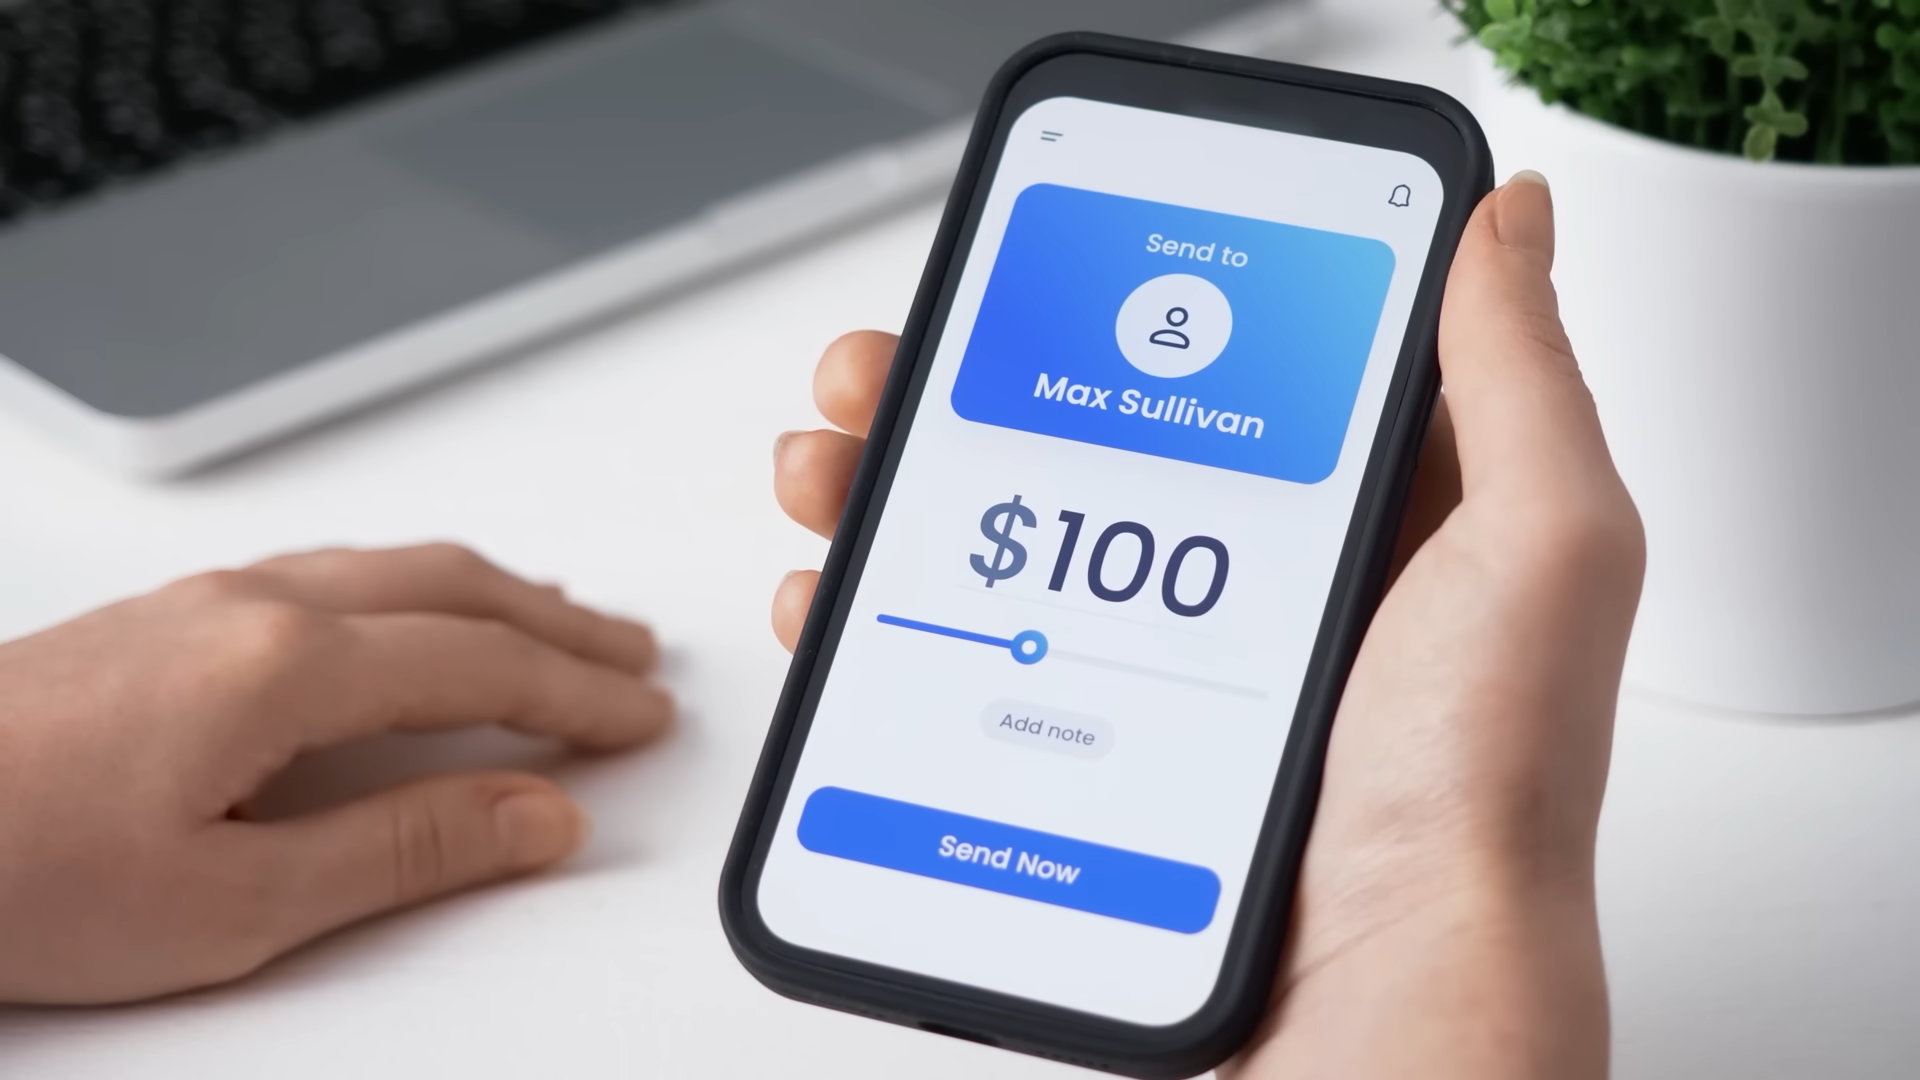 Send to
Max Sullivan
$100
Add note
Send Now